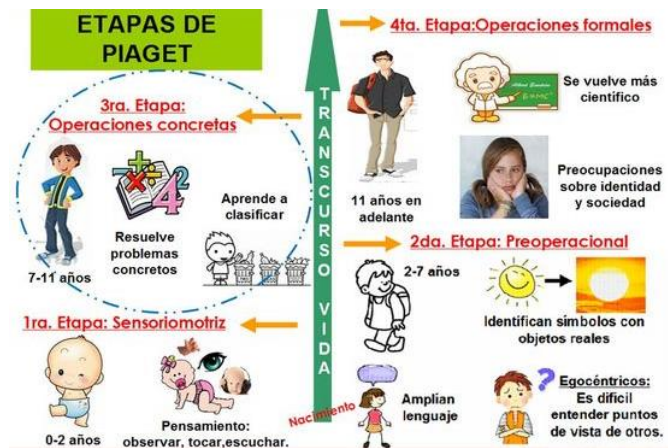 ETAPAS DE
PIAGET
4ta. Etapa:Operaciones formales
Se vuelve más
científico
Preocupaciones
sobre identidad
y sociedad
11 años en
adelante
3ra. Etapa:
Operaciones concretas
Aprende a
clasificar
Resuelve
problemas
concretos
7-11 años
TRANSCURSO VIDA
2da. Etapa: Preoperacional
2-7 años
Identifican simbolos con
objetos reales
Amplian
lenguaje
Egocéntricos:
Es dificil
entender puntos
de vista de otros.
1ra. Etapa: Sensoriomotriz
0-2 años
Pensamiento:
observar, tocar,escuchar.
Nacimiento